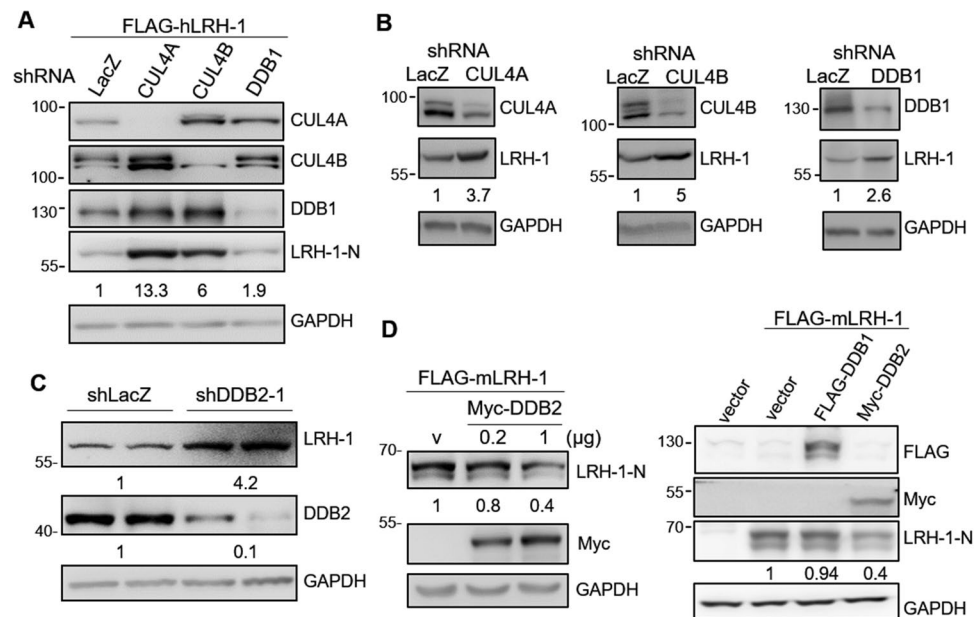 A
FLAG-hLRH-1
shRNA LacZ CUL4A CUL4B DDB1
100- CUL4A
CUL4B
100-
130- DDB1
LRH-1-N
55-
1 13.3 6 1.9
GAPDH
B
shRNA shRNA shRNA
LacZ CUL4A LacZ CUL4B LacZ DDB1
100- CUL4A
100- CUL4B
130- DDB1
LRH-1 LRH-1 LRH-1
55- 55- 55-
1 3.7 1 5 1 2.6
GAPDH GAPDH GAPDH
C
shLacZ shDDB2-1
LRH-1
55-
1 4.2
DDB2
40-
1 0.1
GAPDH
D
FLAG-mLRH-1
Myc-DDB2
v 0.2 1 (µg)
70-
LRH-1-N
1 0.8 0.4
55-
Myc
GAPDH
FLAG-mLRH-1
vector vector FLAG-DDB1 Myc-DDB2
130- FLAG
55- Myc
70- LRH-1-N
1 0.94 0.4
GAPDH